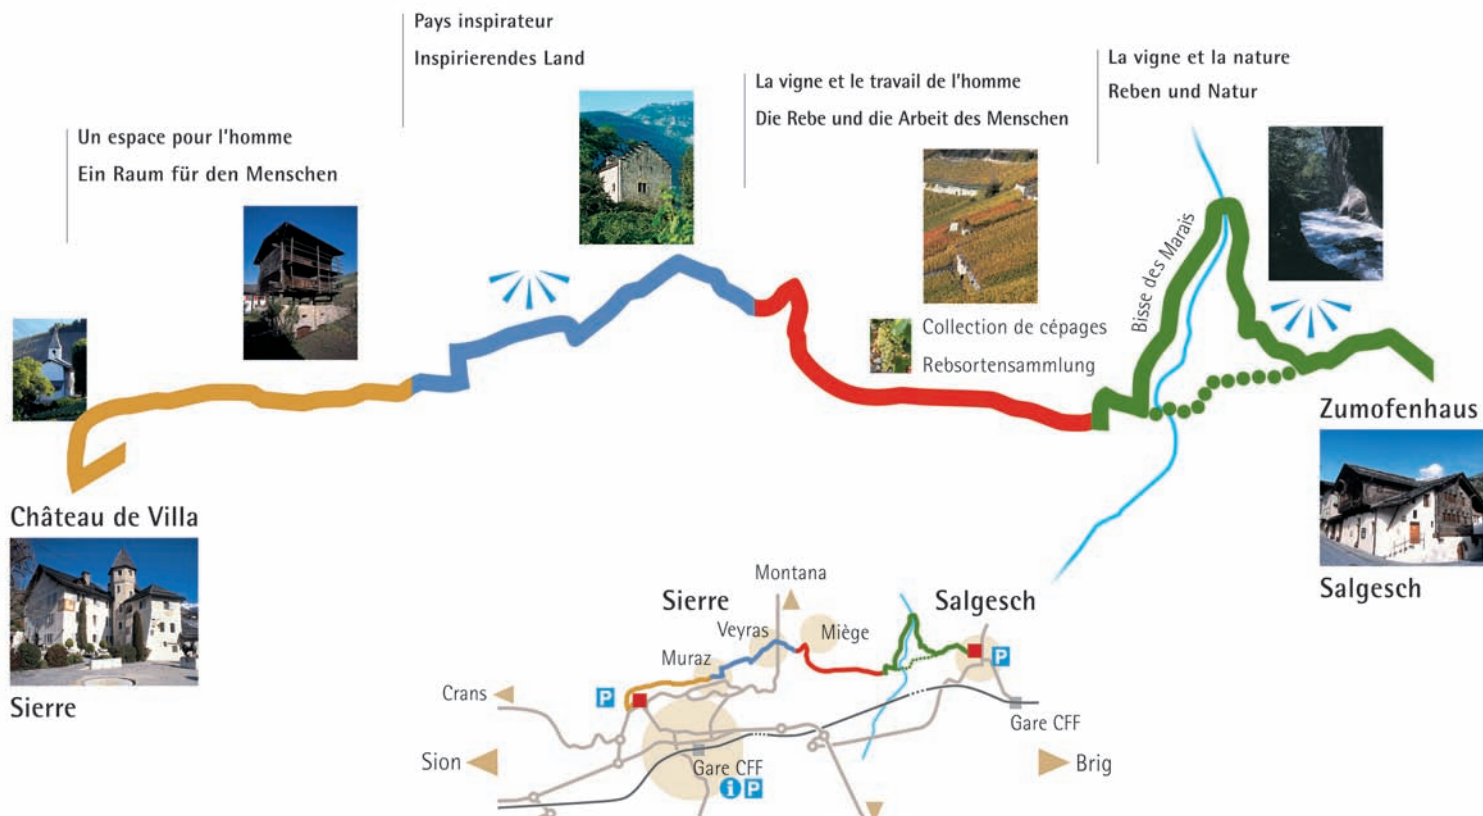 Pays inspirateur
Inspirierendes Land
La vigne et la nature
Reben und Natur
La vigne et le travail de l'homme
Die Rebe und die Arbeit des Menschen
Un espace pour l'homme
Ein Raum für den Menschen
Bisse des Marais
Collection de cépages
Rebsortensammlung
Zumofenhaus
Salgesch
Château de Villa
Sierre
Montana
Sierre
Salgesch
Veyras
Miège
Muraz
P
Crans
P
Gare CFF
Sion
Gare CFF
Brig
i P